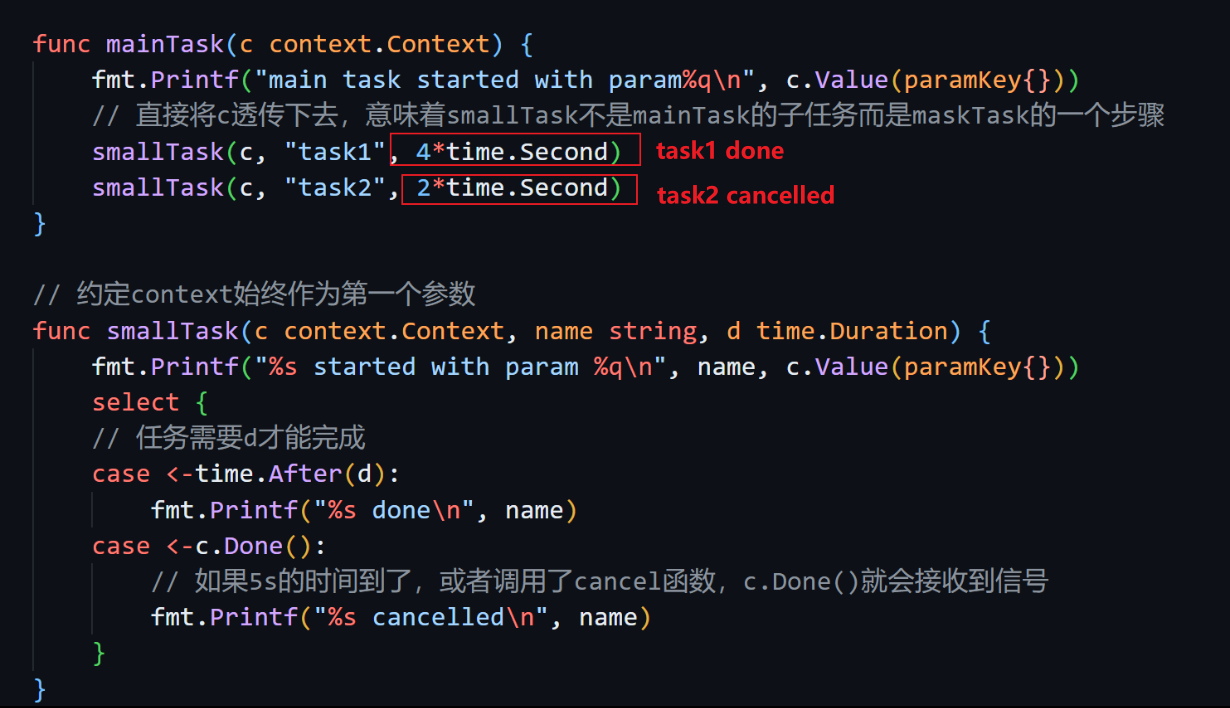 func mainTask(c context.Context) {
    fmt.Printf("main task started with param%q\n", c.Value(paramKey{}))
    // 直接将c透传下去，意味着smallTask不是mainTask的子任务而是maskTask的一个步骤
    smallTask(c, "task1", 4*time.Second) task1 done
    smallTask(c, "task2", 2*time.Second) task2 cancelled
}
// 约定context始终作为第一个参数
func smallTask(c context.Context, name string, d time.Duration) {
    fmt.Printf("%s started with param %q\n", name, c.Value(paramKey{}))
    select {
    // 任务需要d才能完成
    case <-time.After(d):
        fmt.Printf("%s done\n", name)
    case <-c.Done():
        // 如果5s的时间到了，或者调用了cancel函数，c.Done()就会接收到信号
        fmt.Printf("%s cancelled\n", name)
    }
}